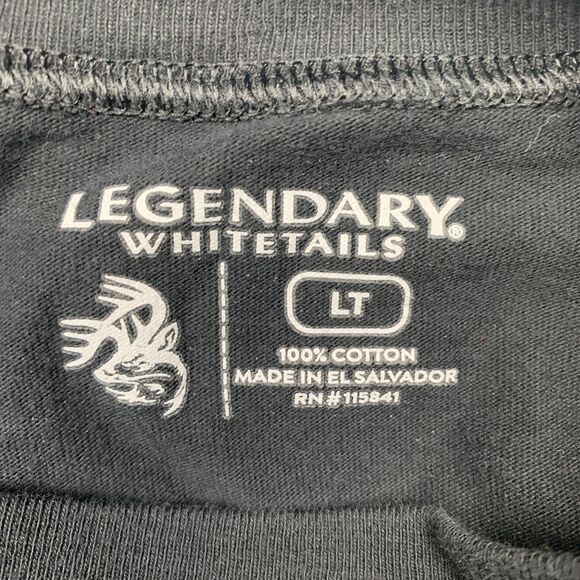 LEGENDARY®
WHITETAILS
LT
100% COTTON
MADE IN EL SALVADOR
RN # 115841